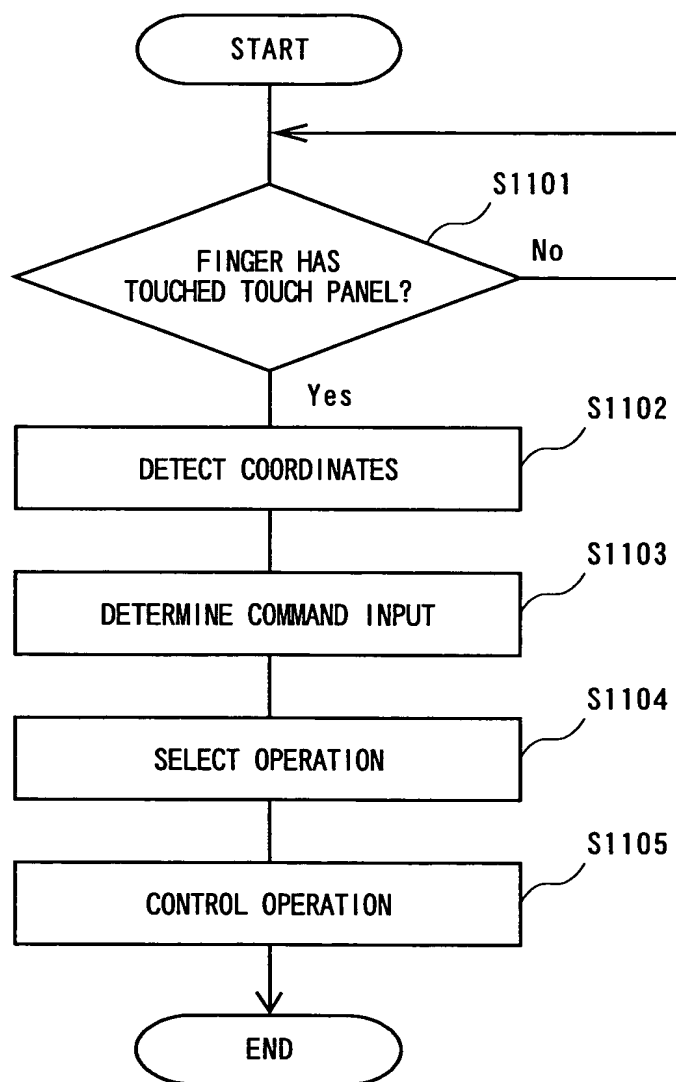 START
S1101
FINGER HAS
TOUCHED TOUCH PANEL?
No
Yes
S1102
DETECT COORDINATES
S1103
DETERMINE COMMAND INPUT
S1104
SELECT OPERATION
S1105
CONTROL OPERATION
END